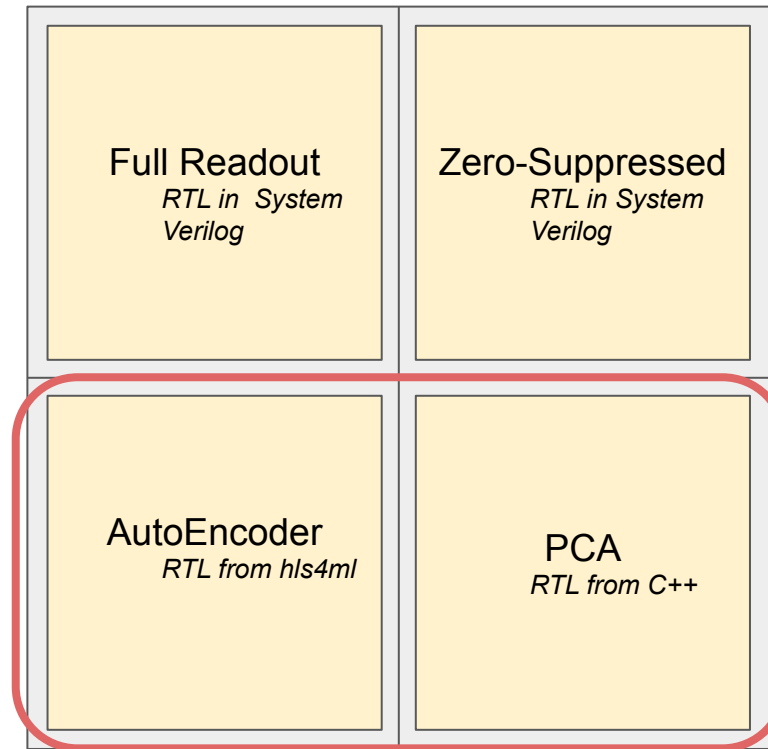 Full Readout
RTL in System
Verilog
Zero-Suppressed
RTL in System
Verilog
AutoEncoder
RTL from hls4ml
PCA
RTL from C++